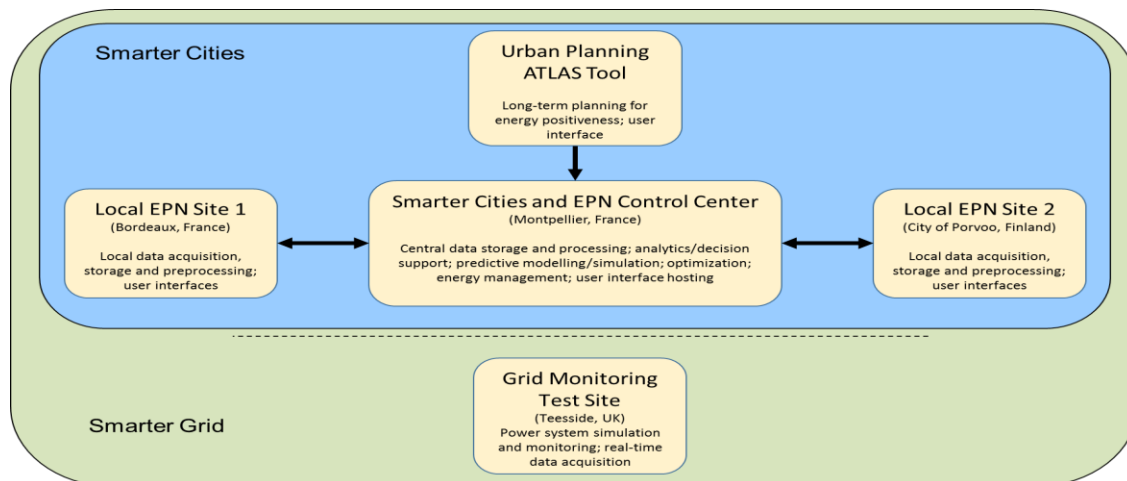 Smarter Cities
Urban Planning
ATLAS Tool
Long-term planning for
energy positiveness; user
interface
Local EPN Site 1
(Bordeaux, France)
Local data acquisition,
storage and preprocessing;
user interfaces
Smarter Cities and EPN Control Center
(Montpellier, France)
Central data storage and processing; analytics/decision
support; predictive modelling/simulation; optimization;
energy management; user interface hosting
Local EPN Site 2
(City of Porvoo, Finland)
Local data acquisition,
storage and preprocessing;
user interfaces
Grid Monitoring
Test Site
(Teesside, UK)
Power system simulation
and monitoring; real-time
data acquisition
Smarter Grid